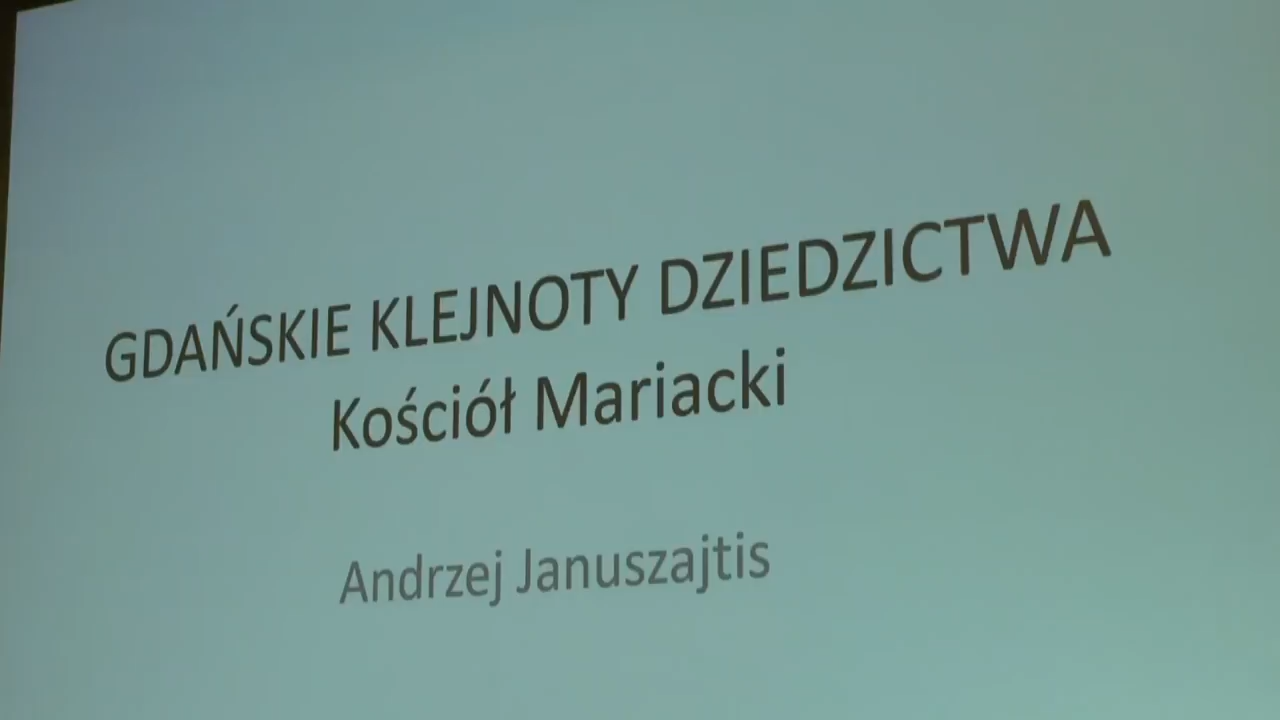 GDAŃSKIE KLEJNOTY DZIEDZICTWA
Kościół Mariacki
Andrzej Januszajtis